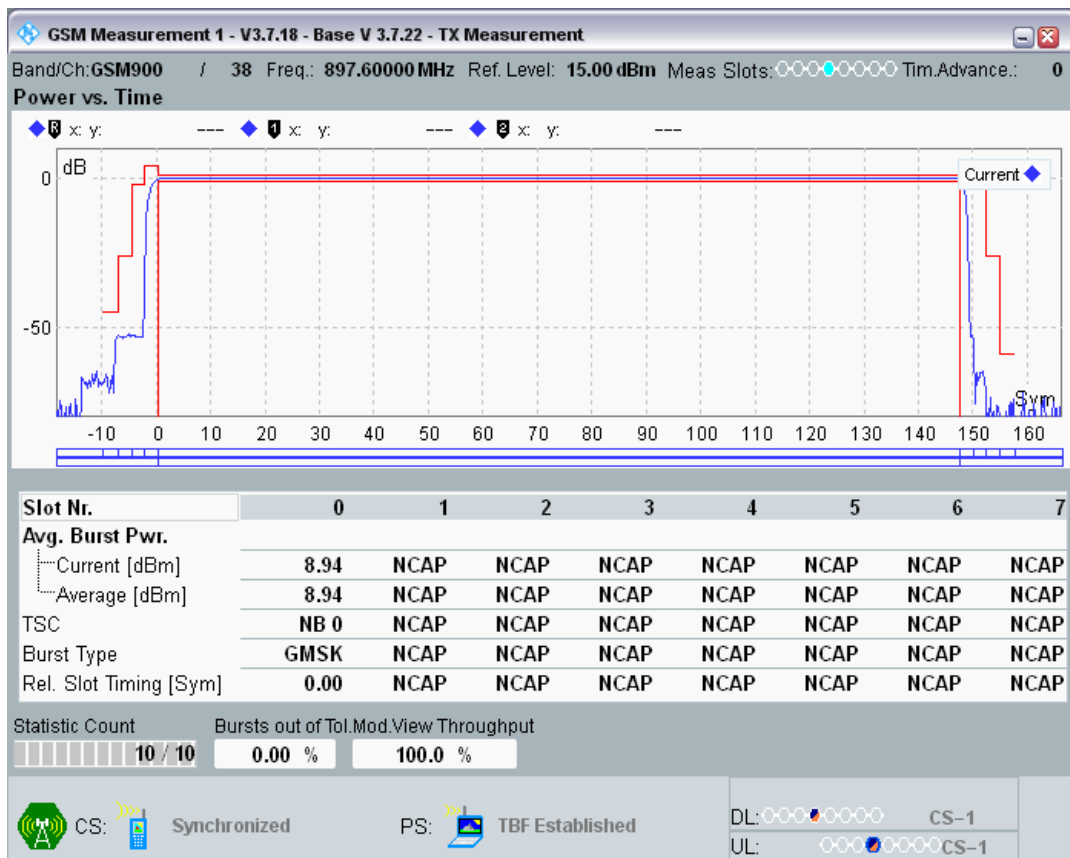 GSM Measurement 1 - V3.7.18 - Base V 3.7.22 - TX Measurement
Band/Ch:GSM900 / 38 Freq.: 897.60000 MHz Ref. Level: 15.00 dBm Meas Slots: Tim.Advance.: 0
Power vs. Time
R x: y: --- 1 x: y: --- 2 x: y: ---
dB
Current
0
-50
Sym
-10 0 10 20 30 40 50 60 70 80 90 100 110 120 130 140 150 160
Slot Nr. 0 1 2 3 4 5 6 7
Avg. Burst Pwr.
Current [dBm] 8.94 NCAP NCAP NCAP NCAP NCAP NCAP NCAP
Average [dBm] 8.94 NCAP NCAP NCAP NCAP NCAP NCAP NCAP
TSC NB 0 NCAP NCAP NCAP NCAP NCAP NCAP NCAP
Burst Type GMSK NCAP NCAP NCAP NCAP NCAP NCAP NCAP
Rel. Slot Timing [Sym] 0.00 NCAP NCAP NCAP NCAP NCAP NCAP NCAP
Statistic Count Bursts out of Tol.Mod.View Throughput
10 / 10 0.00 % 100.0 %
CS: Synchronized PS: TBF Established
DL: CS-1
UL: CS-1